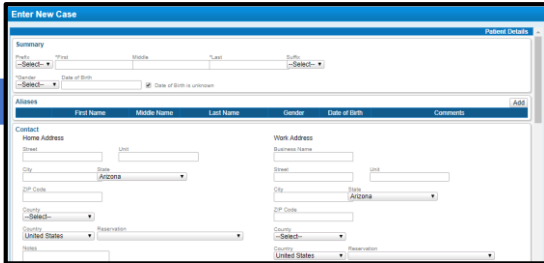 Enter New Case
Patient Details
Summary
Prefix *First Middle *Last Suffix
--Select-- --Select--
*Gender Date of Birth
--Select-- Date of Birth is unknown
Aliases Add
First Name Middle Name Last Name Gender Date of Birth Comments
Contact
Home Address Work Address
Street Unit Business Name
City State Street Unit
Arizona
ZIP Code City State
Arizona
County ZIP Code
--Select--
Country Reservation County
United States --Select--
Notes Country Reservation
United States